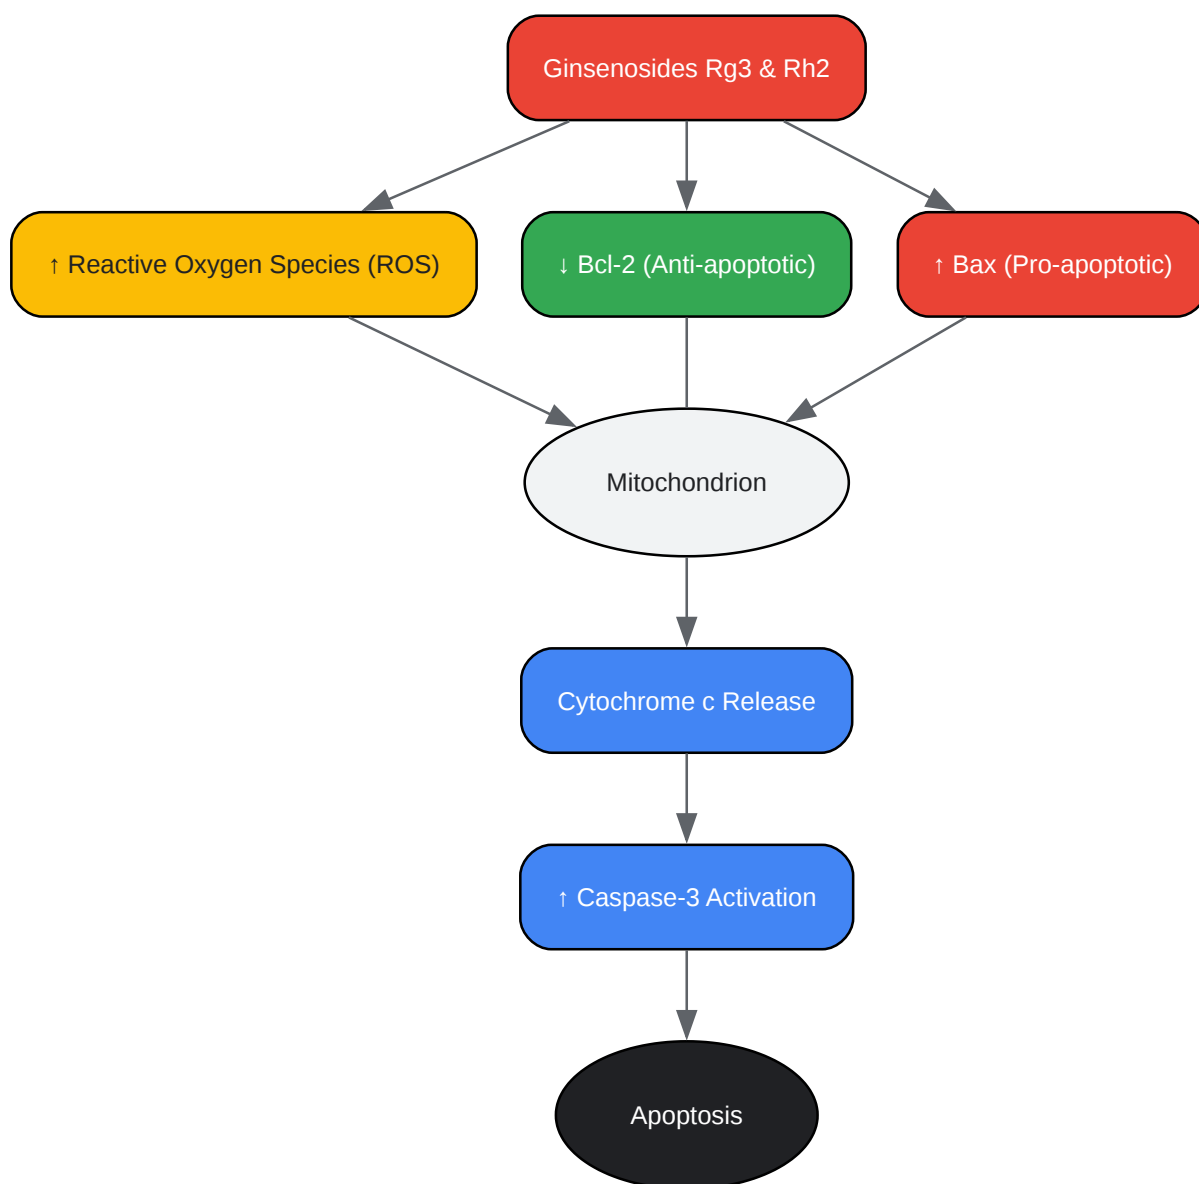 Ginsenosides Rg3 & Rh2
↑ Reactive Oxygen Species (ROS)
↓ Bcl-2 (Anti-apoptotic)
↑ Bax (Pro-apoptotic)
Mitochondrion
Cytochrome c Release
↑ Caspase-3 Activation
Apoptosis